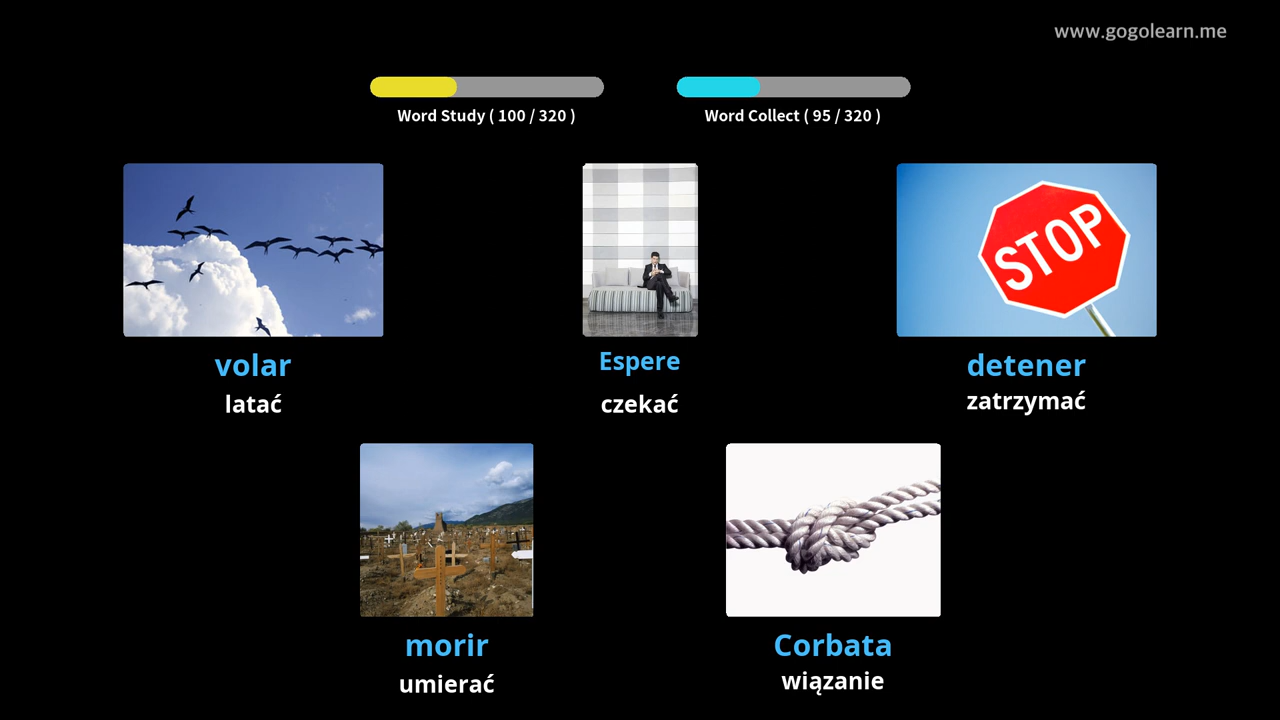 www.gogolearn.me
Word Study ( 100 / 320 )
Word Collect ( 95 / 320 )
STOP
volar
latać
Espere
czekać
detener
zatrzymać
morir
umierać
Corbata
wiązanie